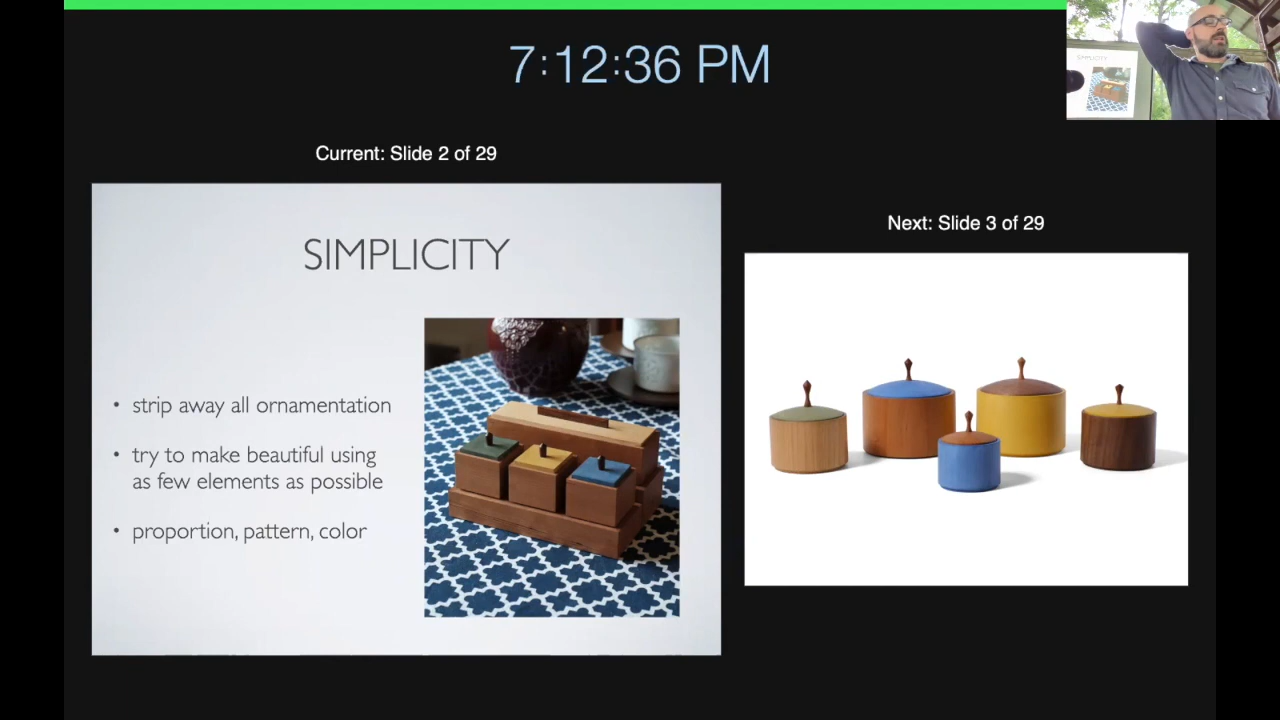 7:12:36 PM
Current: Slide 2 of 29
SIMPLICITY
• strip away all ornamentation
• try to make beautiful using
as few elements as possible
• proportion, pattern, color
Next: Slide 3 of 29
SIMPLICITY